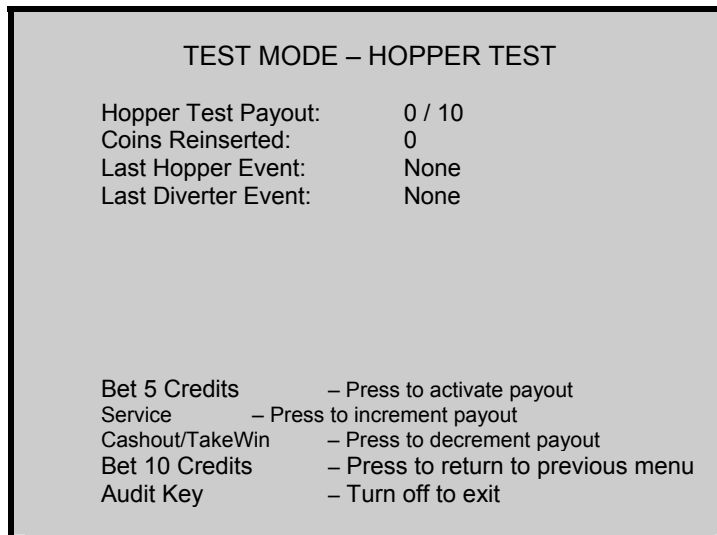 TEST MODE – HOPPER TEST
Hopper Test Payout: 0 / 10
Coins Reinserted: 0
Last Hopper Event: None
Last Diverter Event: None
Bet 5 Credits – Press to activate payout
Service – Press to increment payout
Cashout/TakeWin – Press to decrement payout
Bet 10 Credits – Press to return to previous menu
Audit Key – Turn off to exit